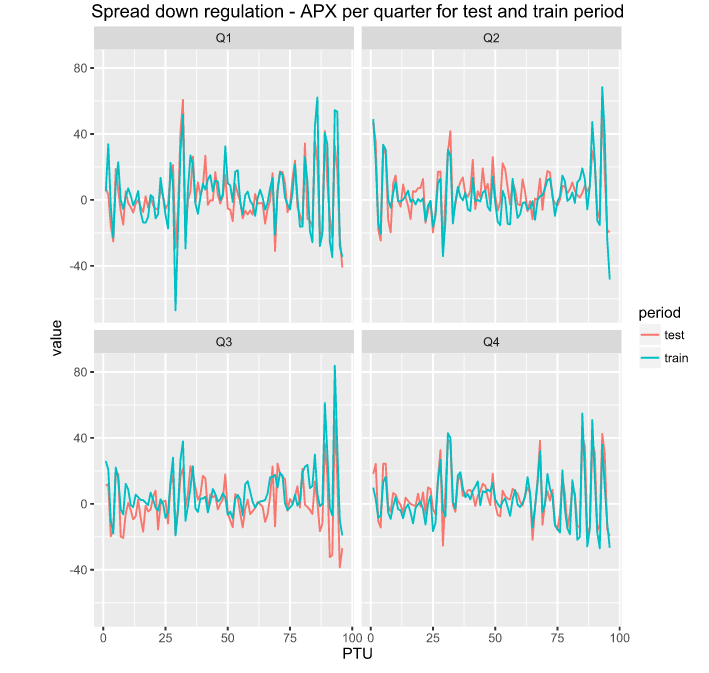 Spread down regulation - APX per quarter for test and train period
Q1
Q2
80
40
0
-40
Q3
Q4
80
40
0
-40
0
25
50
75
100
0
25
50
75
100
PTU
value
period
test
train